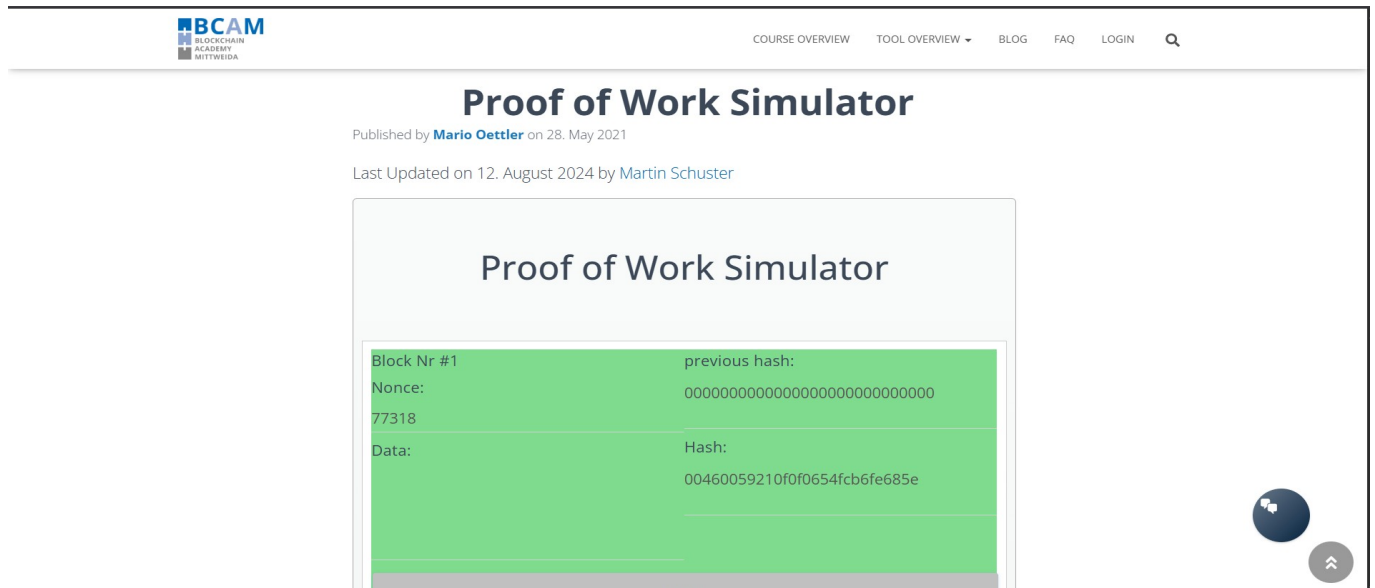 BCAM
BLOCKCHAIN
ACADEMY
MITTWEIDA
COURSE OVERVIEW TOOL OVERVIEW BLOG FAQ LOGIN
Proof of Work Simulator
Published by Mario Oettler on 28. May 2021
Last Updated on 12. August 2024 by Martin Schuster
Proof of Work Simulator
Block Nr #1
Nonce:
77318
Data:
previous hash:
0000000000000000000000000000
Hash:
00460059210f0f0654fcb6fe685e